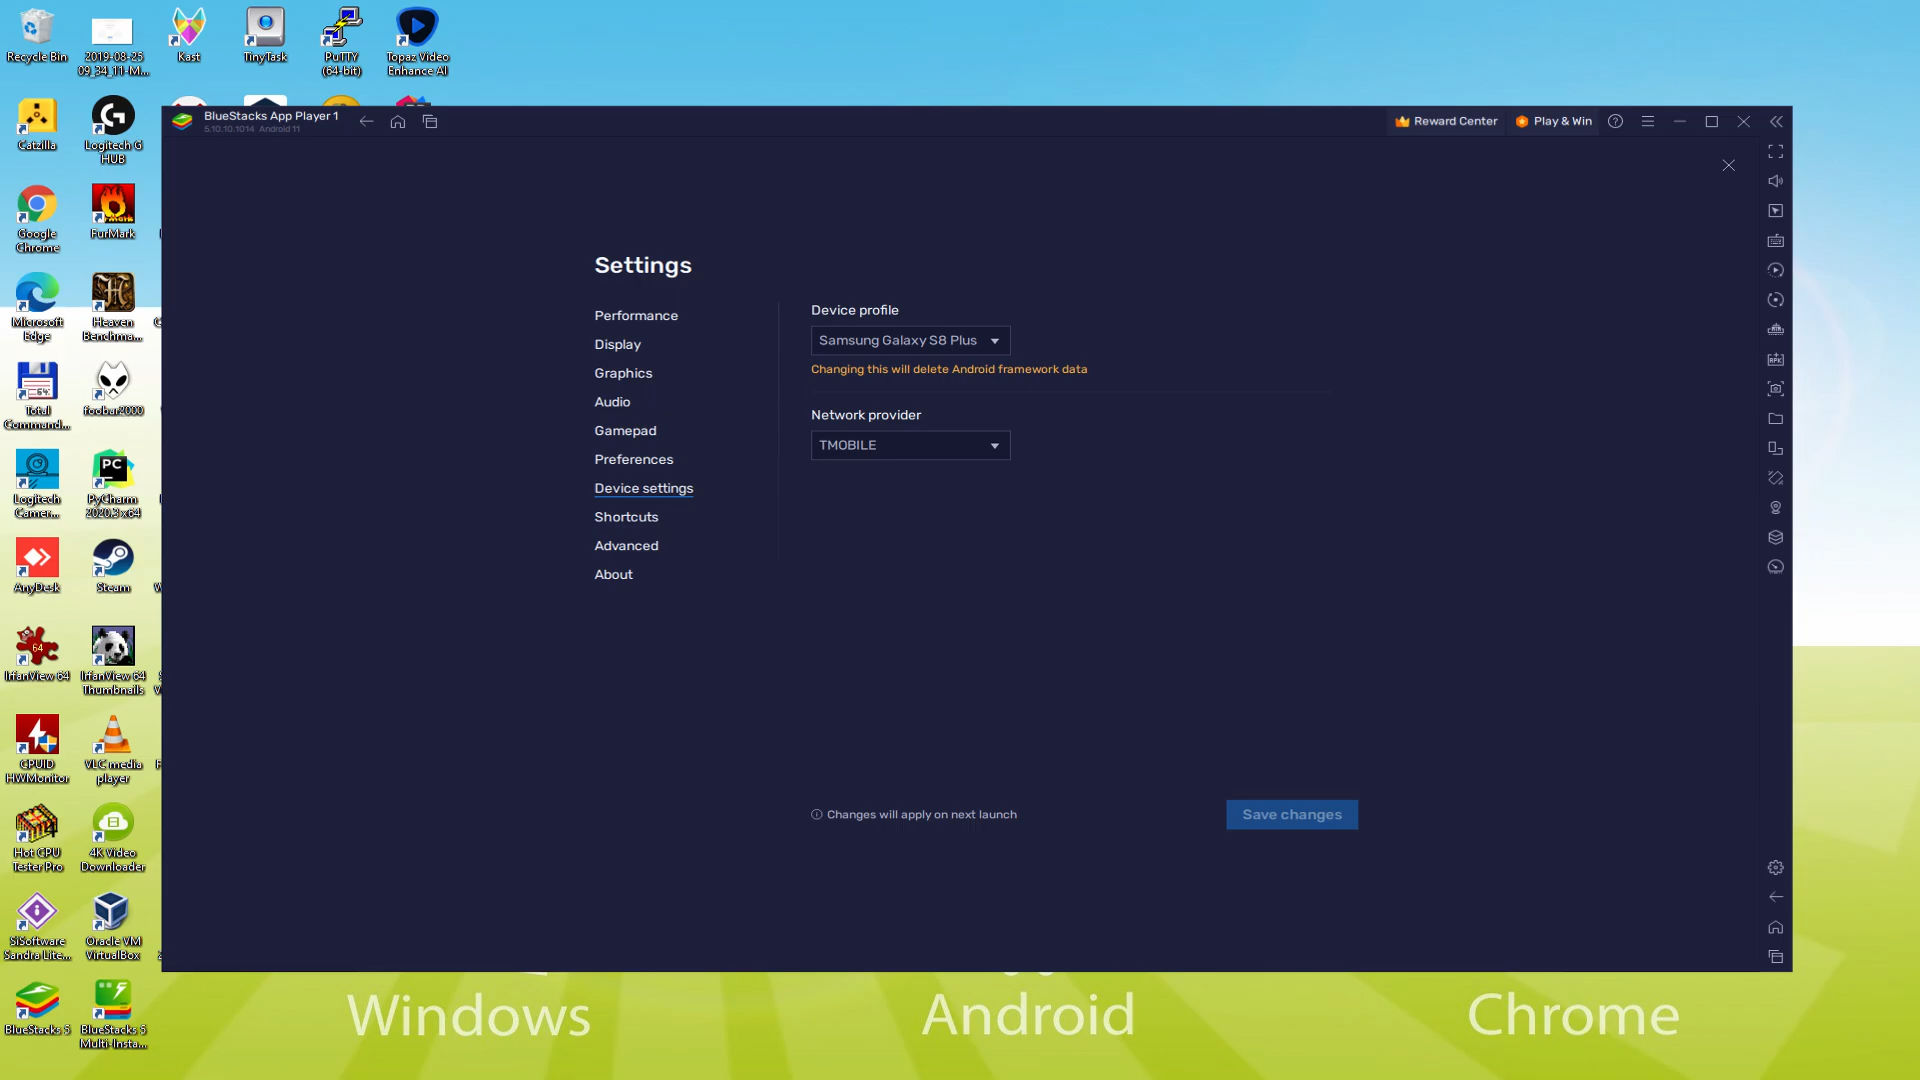 Recycle Bin
2019-08-25
09_34_11-M...
Kast
TinyTask
PuTTY
(64-bit)
Topaz Video
Enhance AI
Catzilla
Logitech G
HUB
Google
Chrome
FurMark
Microsoft
Edge
Heaven
Benchma...
Total
Command...
foobar2000
Logitech
Camer...
PyCharm
2020.3 x64
AnyDesk
Steam
IrfanView 64
IrfanView 64
Thumbnails
CPUID
HWMonitor
VLC media
player
Hot CPU
Tester Pro
4K Video
Downloader
SiSoftware
Sandra Lite...
Oracle VM
VirtualBox
BlueStacks 5
BlueStacks 5
Multi-Insta...
BlueStacks App Player 1
5.10.10.1014 Android 11
Reward Center
Play & Win
Settings
Performance
Display
Graphics
Audio
Gamepad
Preferences
Device settings
Shortcuts
Advanced
About
Device profile
Samsung Galaxy S8 Plus
Changing this will delete Android framework data
Network provider
TMOBILE
Changes will apply on next launch
Save changes
Windows
Android
Chrome